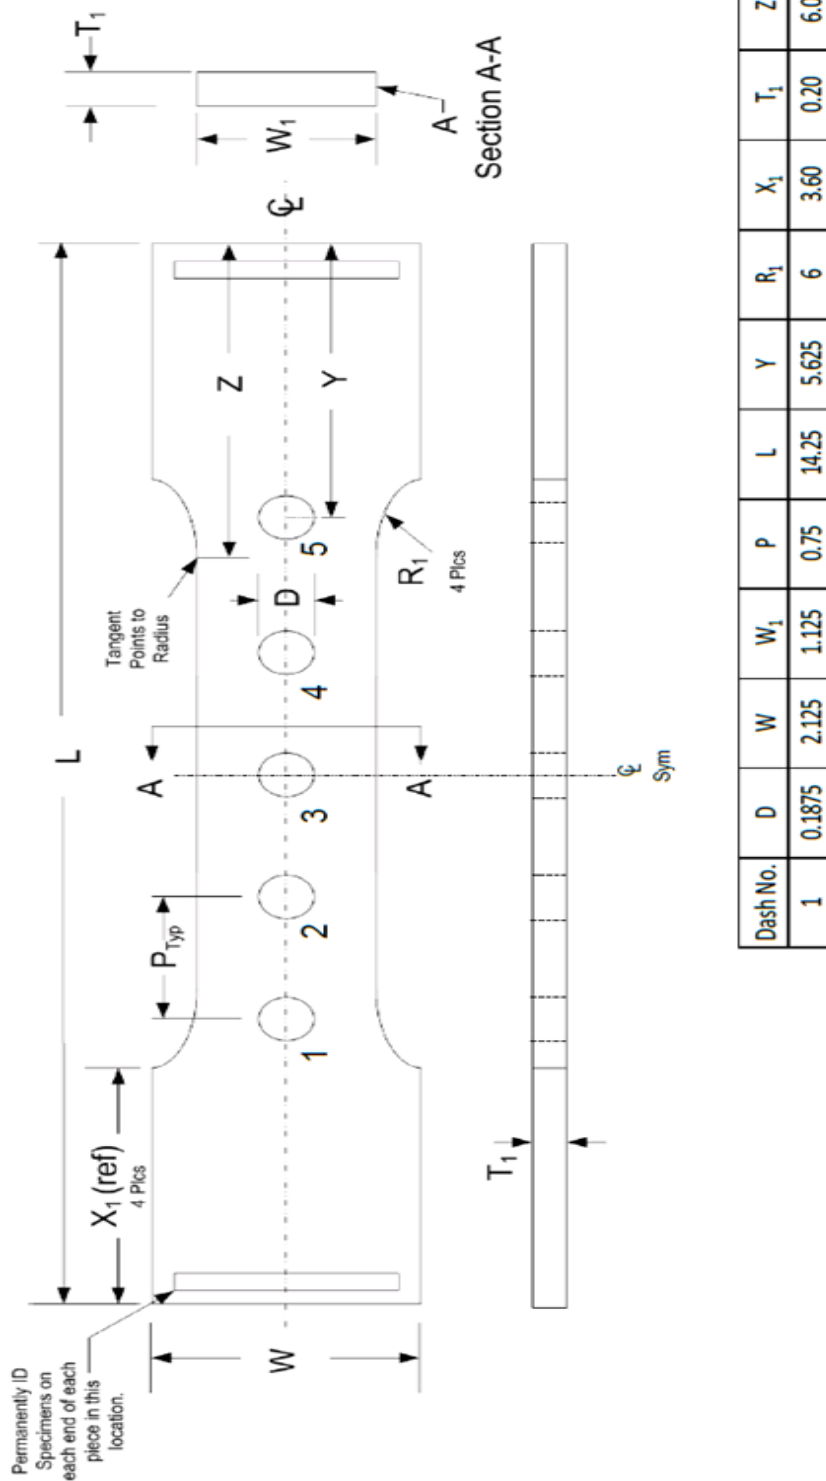 Permanently ID
Specimens on
each end of each
piece in this
location.
L
X₁ (ref)
4 Plcs
P Typ
A
Tangent
Points to
Radius
Z
T₁
W
1
2
3
4
D
5
Y
℄
W₁
A
R₁
4 Plcs
A
Section A-A
T₁
℄
Sym
Dash No. D W W₁ P L Y R₁ X₁ T₁ Z
1 0.1875 2.125 1.125 0.75 14.25 5.625 6 3.60 0.20